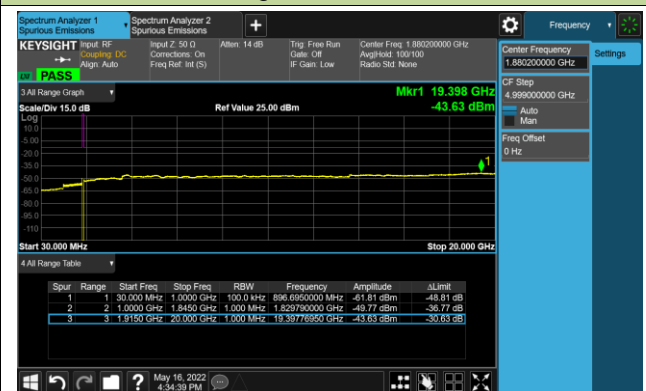 Spectrum Analyzer 1
Spurious Emissions
Spectrum Analyzer 2
Spurious Emissions
Frequency
KEYSIGHT
Input: RF
Coupling: DC
Align: Auto
Input Z: 50 Ω
Corrections: On
Freq Ref: Int (S)
Atten: 14 dB
Trig: Free Run
Gate: Off
IF Gain: Low
Center Freq: 1.880200000 GHz
Avg|Hold: 100/100
Radio Std: None
PASS
Center Frequency
1.880200000 GHz
Settings
CF Step
4.999000000 GHz
Auto
Man
Freq Offset
0 Hz
3 All Range Graph
Mkr1 19.398 GHz
Scale/Div 15.0 dB
Ref Value 25.00 dBm
-43.63 dBm
Log
10.0
-5.00
-20.0
-35.0
-50.0
-65.0
-80.0
-95.0
-110
1
Start 30.000 MHz
Stop 20.000 GHz
4 All Range Table
Spur Range Start Freq Stop Freq RBW Frequency Amplitude ΔLimit
1 1 30.000 MHz 1.0000 GHz 100.0 kHz 896.6950000 MHz -61.81 dBm -48.81 dB
2 2 1.0000 GHz 1.8450 GHz 1.000 MHz 1.829790000 GHz -49.77 dBm -36.77 dB
3 3 1.9150 GHz 20.000 GHz 1.000 MHz 19.39776950 GHz -43.63 dBm -30.63 dB
May 16, 2022
4:34:39 PM